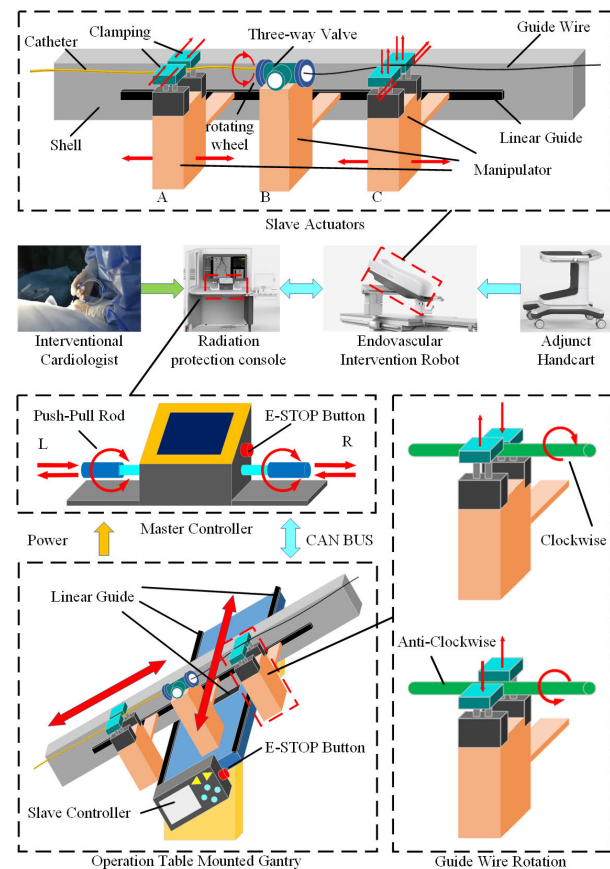 Three-way Valve
Clamping
Guide Wire
Catheter
rotating
wheel
Linear Guide
Shell
Manipulator
A
B
C
Slave Actuators
Interventional
Cardiologist
Radiation
protection console
Endovascular
Intervention Robot
Adjunct
Handcart
Push-Pull Rod
E-STOP Button
L
R
Master Controller
Power
CAN BUS
Clockwise
Linear Guide
Anti-Clockwise
E-STOP Button
Slave Controller
Operation Table Mounted Gantry
Guide Wire Rotation